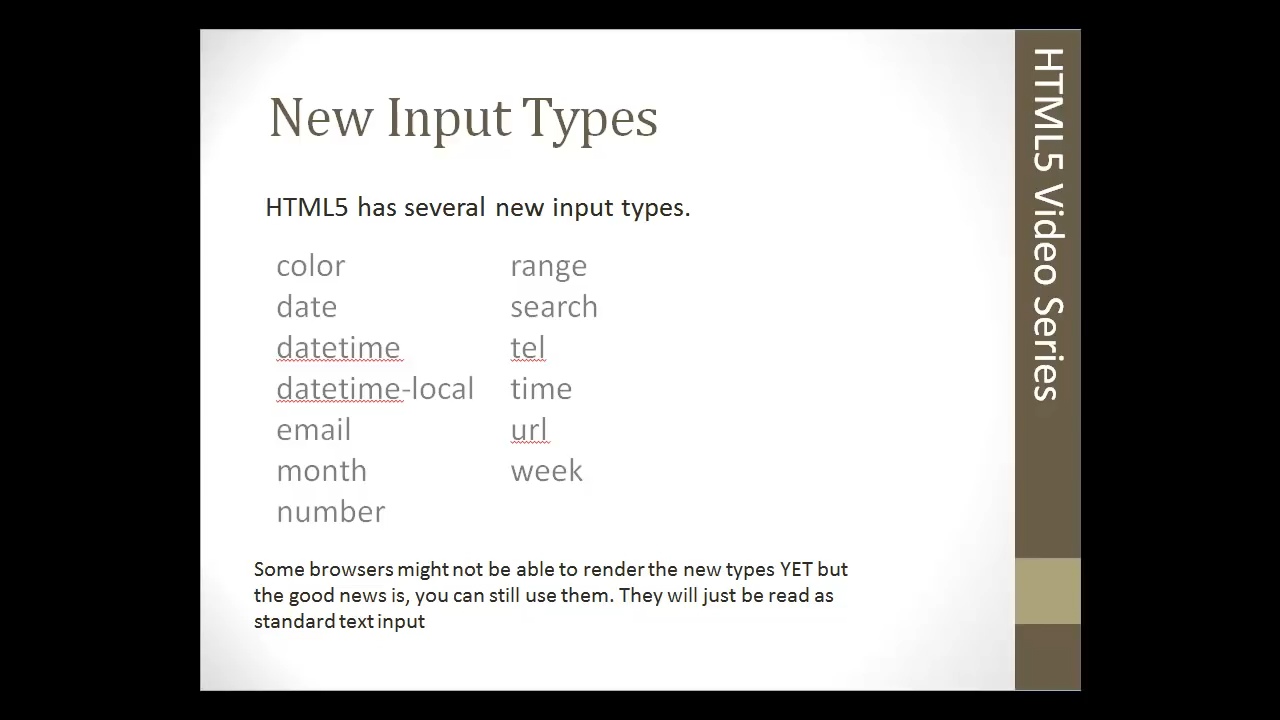 New Input Types
HTML5 has several new input types.
color
date
datetime
datetime-local
email
month
number
range
search
tel
time
url
week
Some browsers might not be able to render the new types YET but
the good news is, you can still use them. They will just be read as
standard text input
HTML5 Video Series